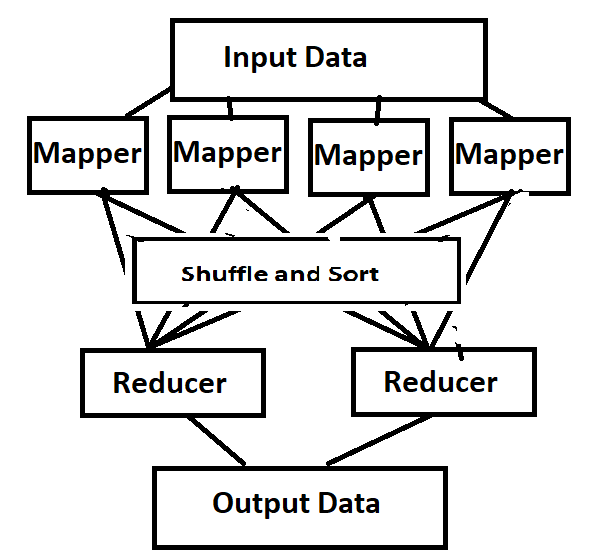 Input Data
Mapper
Mapper
Mapper
Mapper
Shuffle and Sort
Reducer
Reducer
Output Data